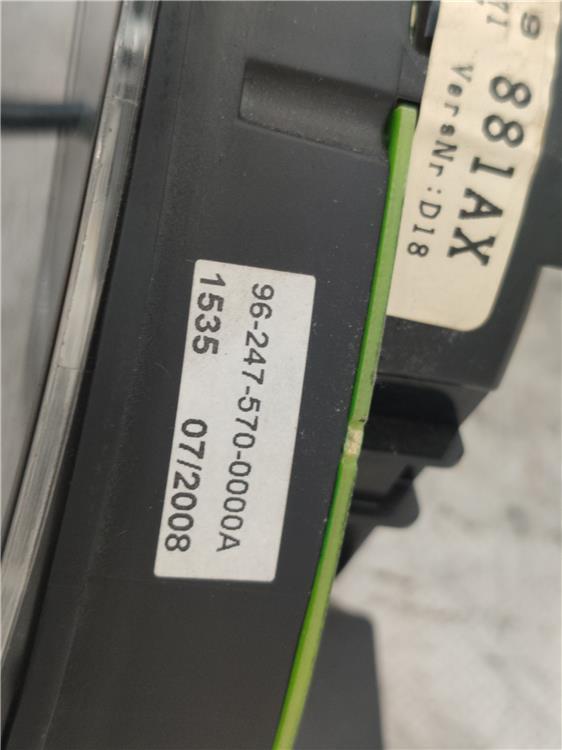 96-247-570-0000A
1535 07/2008
881AX
VersNr:D18